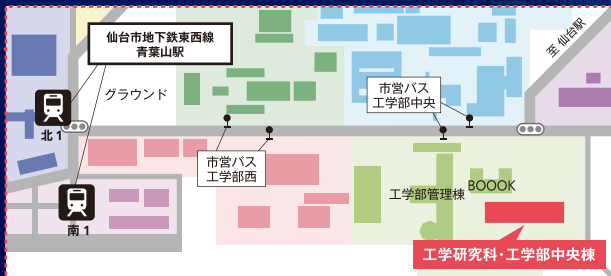 仙台市地下鉄東西線
青葉山駅
至 仙台駅
グラウンド
市営バス
工学部中央
北1
市営バス
工学部西
工学部管理棟
BOOOK
南1
工学研究科・工学部中央棟